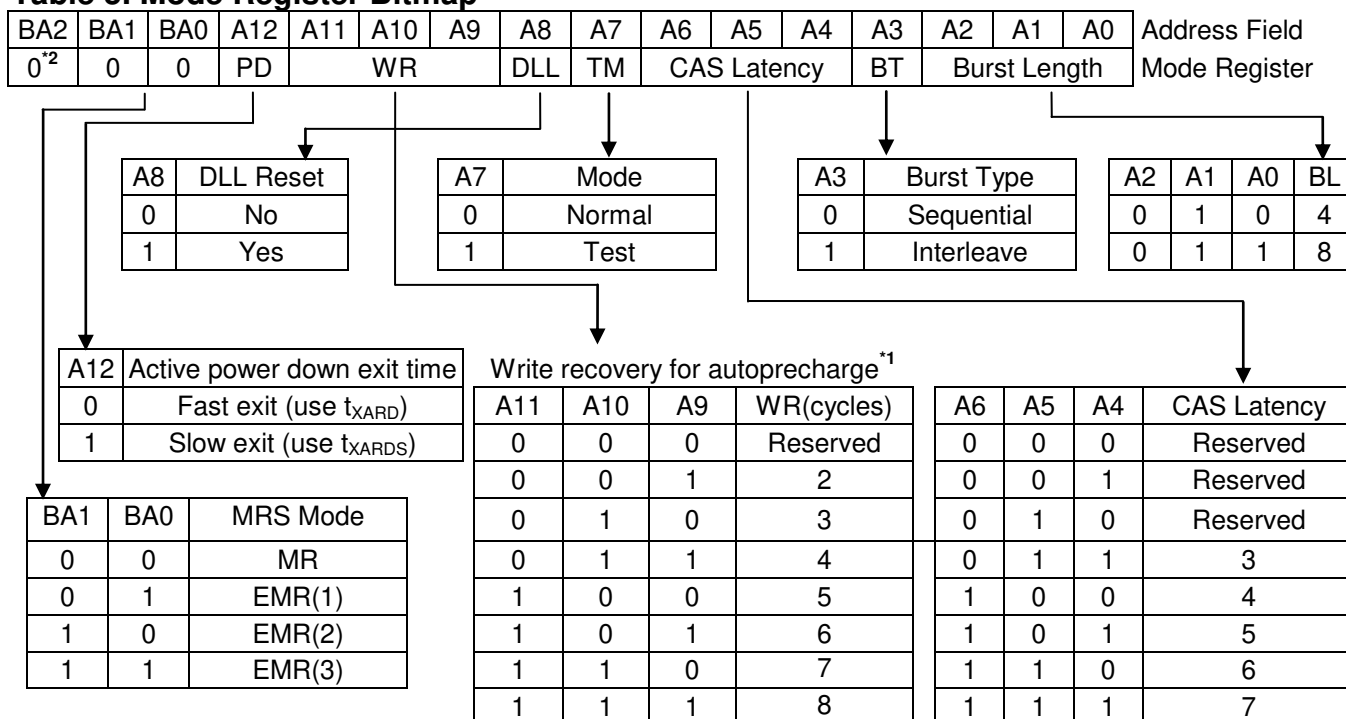 BA2 BA1 BA0 A12 A11 A10 A9 A8 A7 A6 A5 A4 A3 A2 A1 A0 Address Field
0*2 0 0 PD WR DLL TM CAS Latency BT Burst Length Mode Register
A8 DLL Reset
0 No
1 Yes
A7 Mode
0 Normal
1 Test
A3 Burst Type
0 Sequential
1 Interleave
A2 A1 A0 BL
0 1 0 4
0 1 1 8
A12 Active power down exit time
0 Fast exit (use tXARD)
1 Slow exit (use tXARDS)
BA1 BA0 MRS Mode
0 0 MR
0 1 EMR(1)
1 0 EMR(2)
1 1 EMR(3)
Write recovery for autoprecharge*1
A11 A10 A9 WR(cycles)
0 0 0 Reserved
0 0 1 2
0 1 0 3
0 1 1 4
1 0 0 5
1 0 1 6
1 1 0 7
1 1 1 8
A6 A5 A4 CAS Latency
0 0 0 Reserved
0 0 1 Reserved
0 1 0 Reserved
0 1 1 3
1 0 0 4
1 0 1 5
1 1 0 6
1 1 1 7